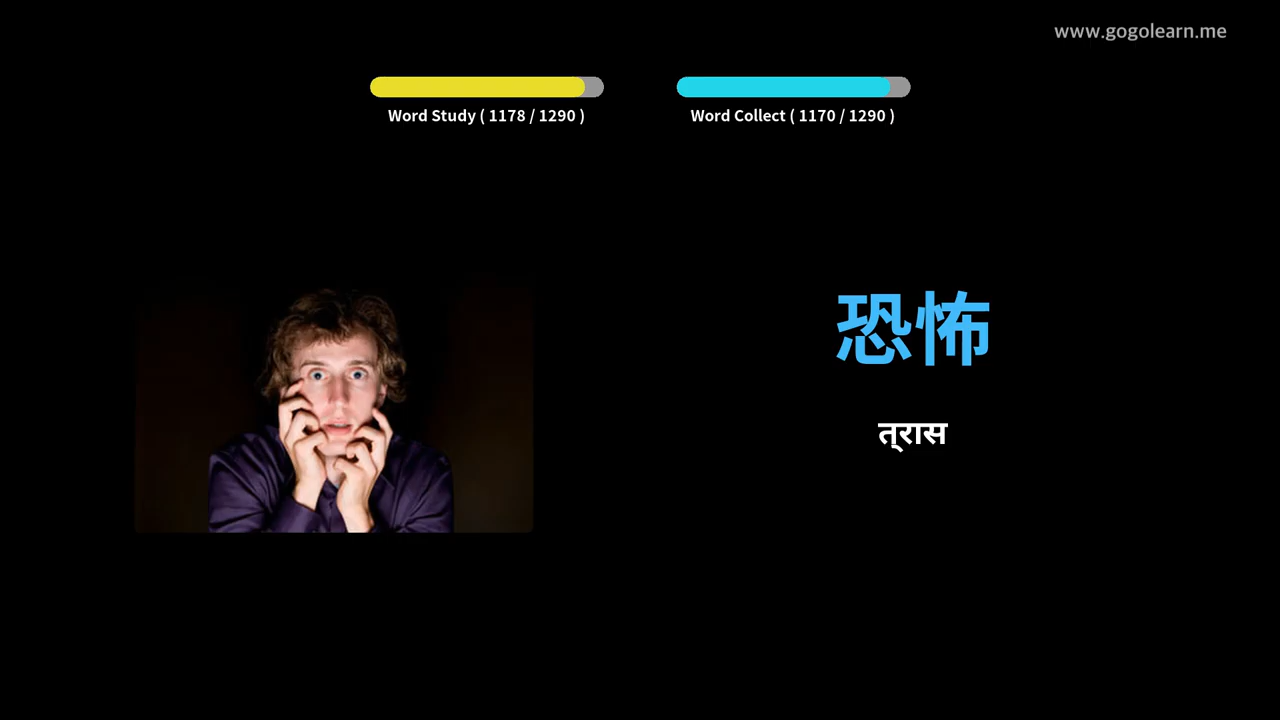 www.gogolearn.me
Word Study ( 1178 / 1290 )
Word Collect ( 1170 / 1290 )
恐怖
त्रास